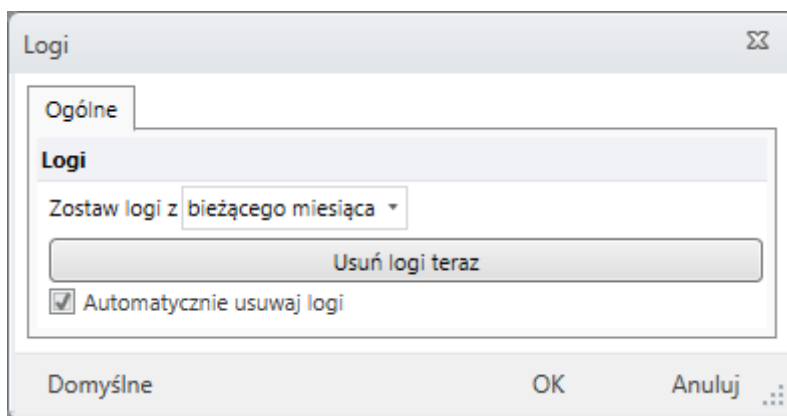 Logi
Ogólne
Logi
Zostaw logi z bieżącego miesiąca
Usuń logi teraz
Automatycznie usuwaj logi
Domyślne OK Anuluj